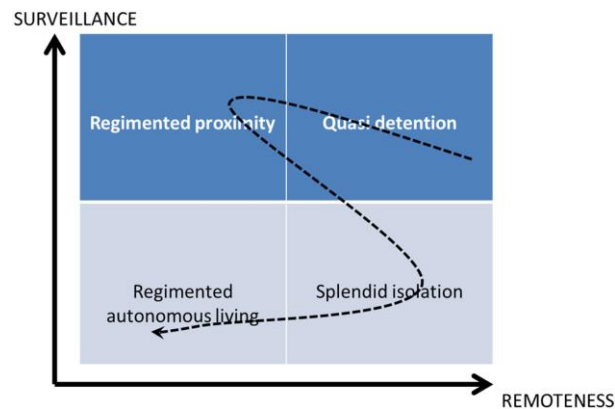 SURVEILLANCE
Regimented proximity
Quasi detention
Regimented
autonomous living
Splendid isolation
REMOTENESS